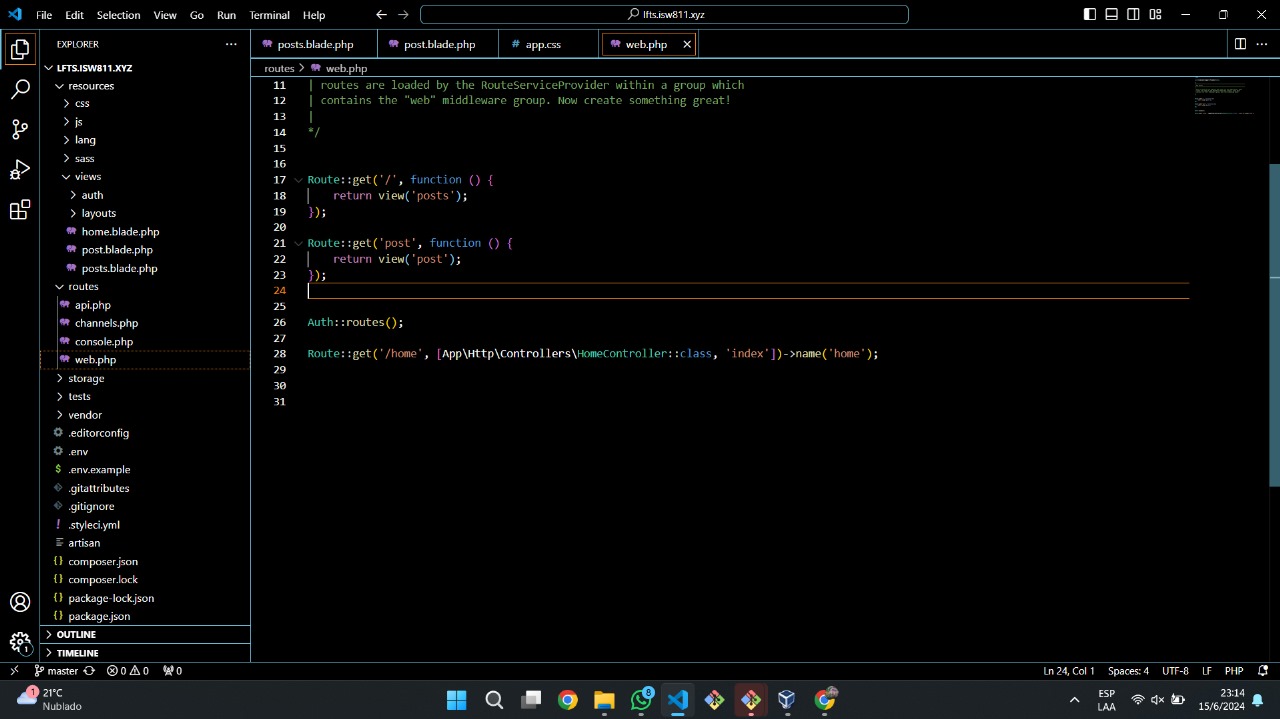 File Edit Selection View Go Run Terminal Help
lfts.isw811.xyz
EXPLORER
posts.blade.php
post.blade.php
# app.css
web.php
LFTS.ISW811.XYZ
resources
css
js
lang
sass
views
auth
layouts
home.blade.php
post.blade.php
posts.blade.php
routes
api.php
channels.php
console.php
web.php
storage
tests
vendor
.editorconfig
.env
$ .env.example
.gitattributes
.gitignore
! .styleci.yml
artisan
{} composer.json
{} composer.lock
{} package-lock.json
{} package.json
OUTLINE
TIMELINE
1
routes > web.php
11 | routes are loaded by the RouteServiceProvider within a group which
12 | contains the "web" middleware group. Now create something great!
13 |
14 */
15
16
17 Route::get('/', function () {
18 return view('posts');
19 });
20
21 Route::get('post', function () {
22 return view('post');
23 });
24
25
26 Auth::routes();
27
28 Route::get('/home', [App\Http\Controllers\HomeController::class, 'index'])->name('home');
29
30
31
master 0 0 0
Ln 24, Col 1 Spaces: 4 UTF-8 LF PHP
1
21°C
Nublado
8
ESP
LAA
23:14
15/6/2024